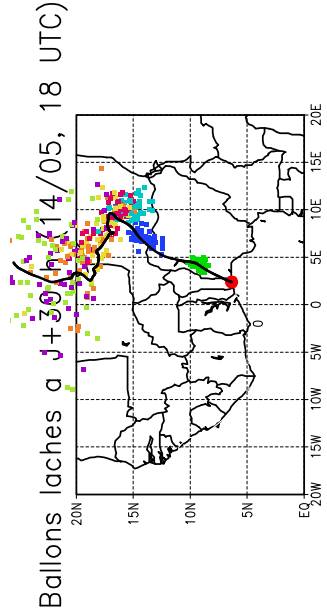 Ballons laches a J+30h (14/05, 18 UTC)
20N
15N
10N
5N
EQ
20W
15W
10W
5W
0
5E
10E
15E
20E
0